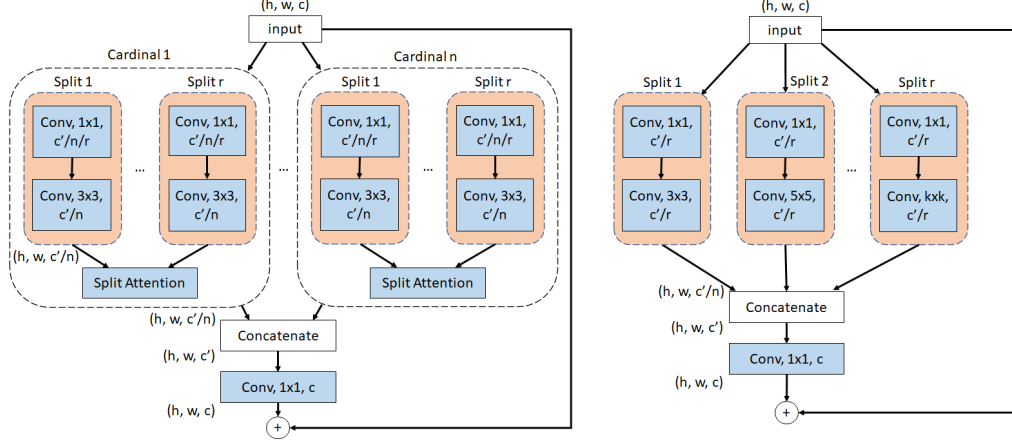 (h, w, c)
input
Cardinal 1
Cardinal n
Split 1
Split r
Split 1
Split r
Conv, 1x1,
c'/n/r
Conv, 1x1,
c'/n/r
Conv, 1x1,
c'/n/r
Conv, 1x1,
c'/n/r
...
...
...
Conv, 3x3,
c'/n
Conv, 3x3,
c'/n
Conv, 3x3,
c'/n
Conv, 3x3,
c'/n
(h, w, c'/n)
Split Attention
Split Attention
(h, w, c'/n)
Concatenate
(h, w, c')
Conv, 1x1, c
(h, w, c)
+
(h, w, c)
input
Split 1
Split 2
Split r
Conv, 1x1,
c'/r
Conv, 1x1,
c'/r
Conv, 1x1,
c'/r
...
Conv, 3x3,
c'/r
Conv, 5x5,
c'/r
Conv, kxk,
c'/r
(h, w, c'/n)
Concatenate
(h, w, c')
Conv, 1x1, c
(h, w, c)
+